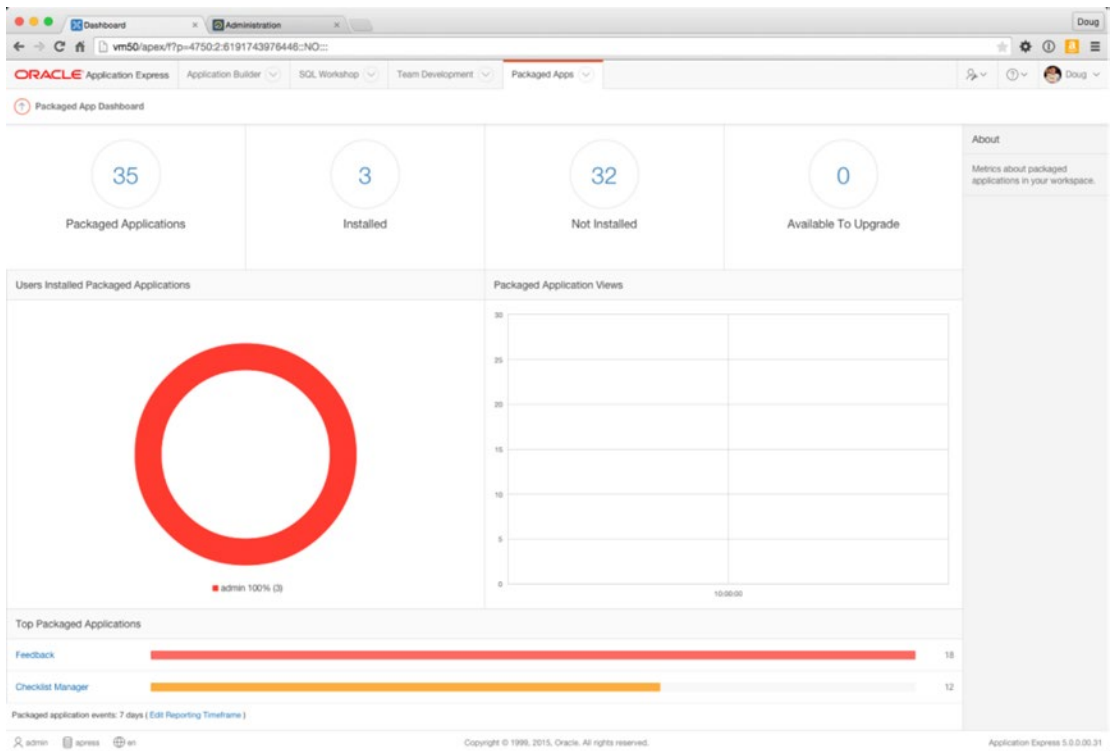 Dashboard
Administration
Doug
vm50/apex/f?p=4750:2:6191743976446::NO:::
ORACLE Application Express
Application Builder
SQL Workshop
Team Development
Packaged Apps
Doug
Packaged App Dashboard
35
Packaged Applications
3
Installed
32
Not Installed
0
Available To Upgrade
About
Metrics about packaged
applications in your workspace.
Users Installed Packaged Applications
admin 100% (3)
Packaged Application Views
30
25
20
15
10
5
0
10:00:00
Top Packaged Applications
Feedback
18
Checklist Manager
12
Packaged application events: 7 days ( Edit Reporting Timeframe )
admin
apress
en
Copyright © 1999, 2015, Oracle. All rights reserved.
Application Express 5.0.0.00.31